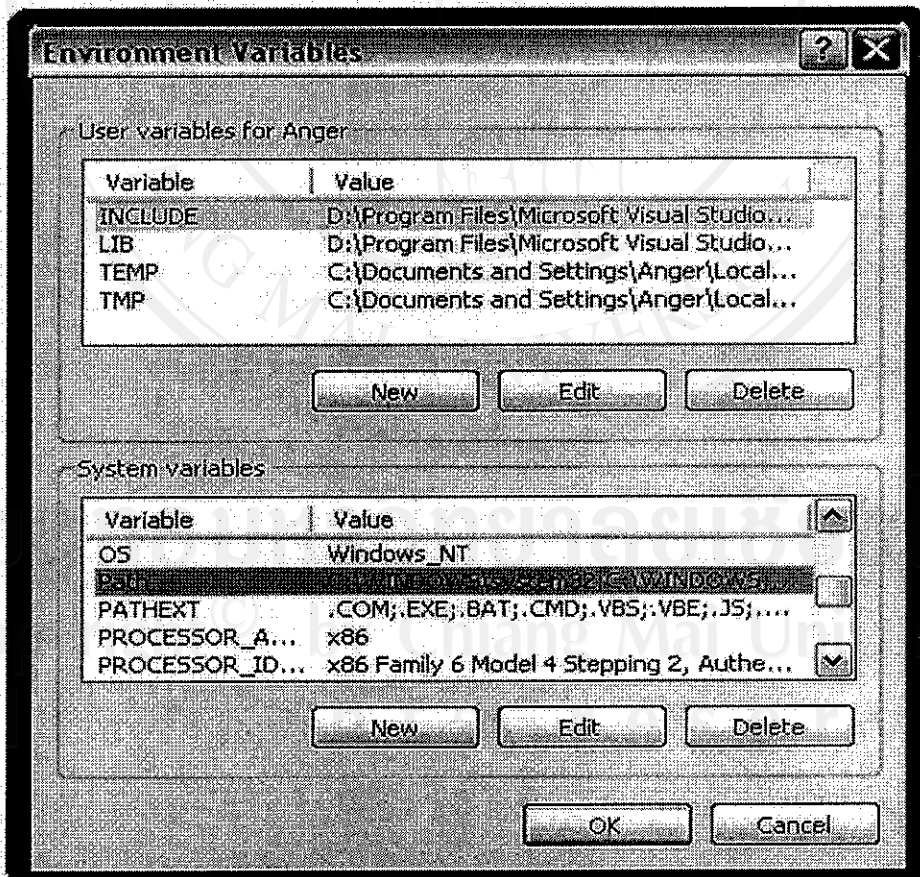 Environment Variables
User variables for Anger
Variable Value
INCLUDE D:\Program Files\Microsoft Visual Studio...
LIB D:\Program Files\Microsoft Visual Studio...
TEMP C:\Documents and Settings\Anger\Local...
TMP C:\Documents and Settings\Anger\Local...
New Edit Delete
System variables
Variable Value
OS Windows_NT
Path C:\WINDOWS\system32;C:\WINDOWS;...
PATHEXT .COM;.EXE;.BAT;.CMD;.VBS;.VBE;.JS;....
PROCESSOR_A... x86
PROCESSOR_ID... x86 Family 6 Model 4 Stepping 2, Authe...
New Edit Delete
OK Cancel